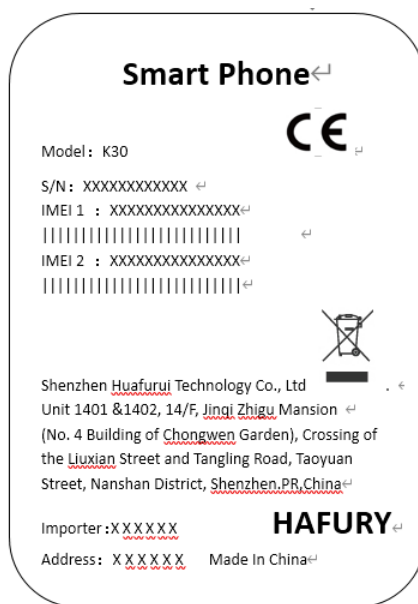 Smart Phone
CE
Model：K30
S/N：XXXXXXXXXXXX
IMEI 1 ：XXXXXXXXXXXXXXX
IMEI 2 ：XXXXXXXXXXXXXXX
Shenzhen Huafurui Technology Co., Ltd .
Unit 1401 &1402, 14/F, Jinqi Zhigu Mansion
(No. 4 Building of Chongwen Garden), Crossing of
the Liuxian Street and Tangling Road, Taoyuan
Street, Nanshan District, Shenzhen.PR,China
Importer :XXXXXX HAFURY
Address：XXXXXX Made In China